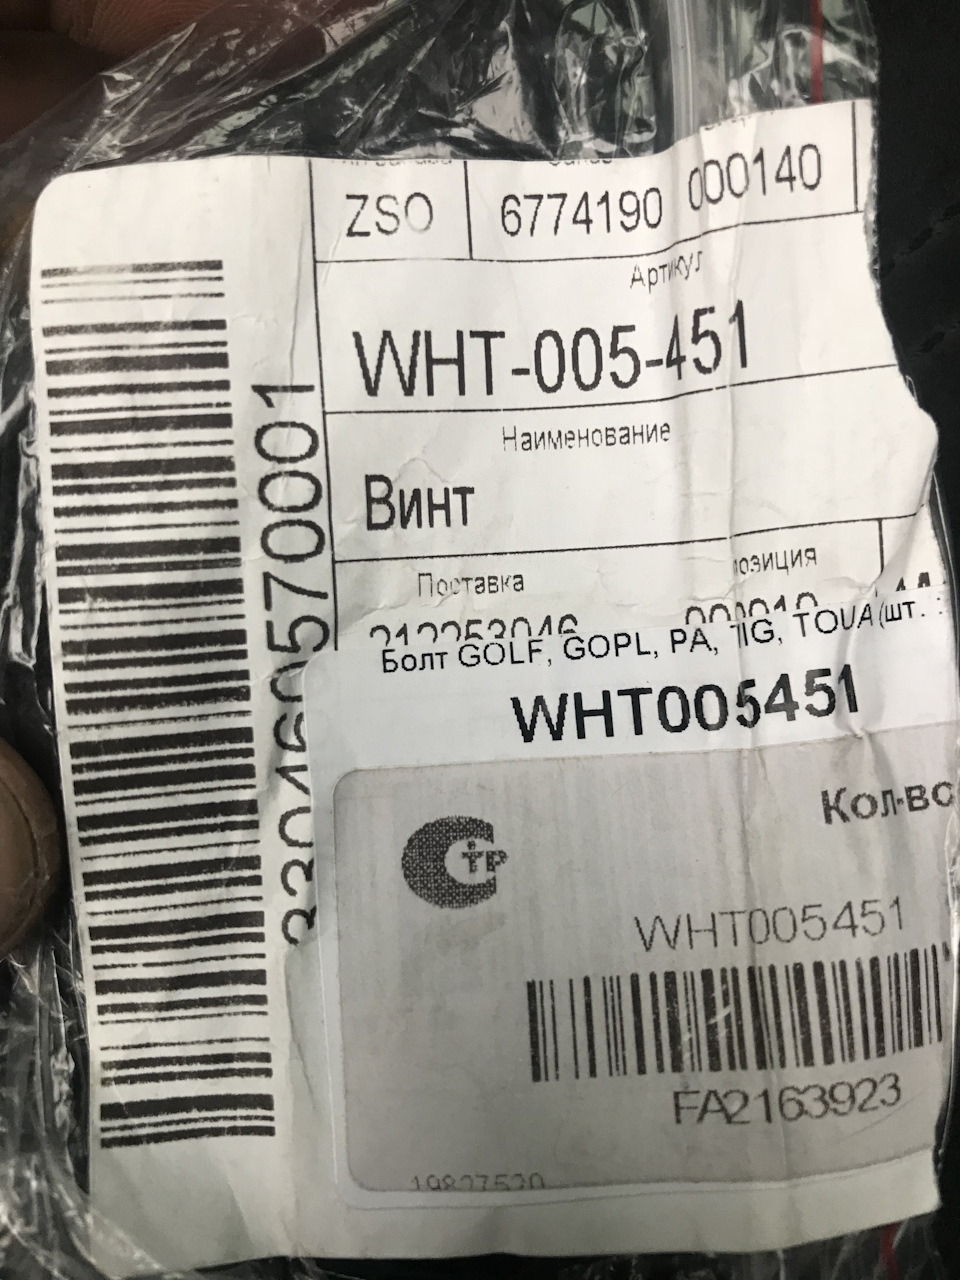 ZSO 6774190 000140
Артикул
WHT-005-451
Наименование
Винт
Поставка
Болт GOLF, GOPL, PA, TIG, TOUA (шт.
WHT005451
Кол-во
WHT005451
FA2163923